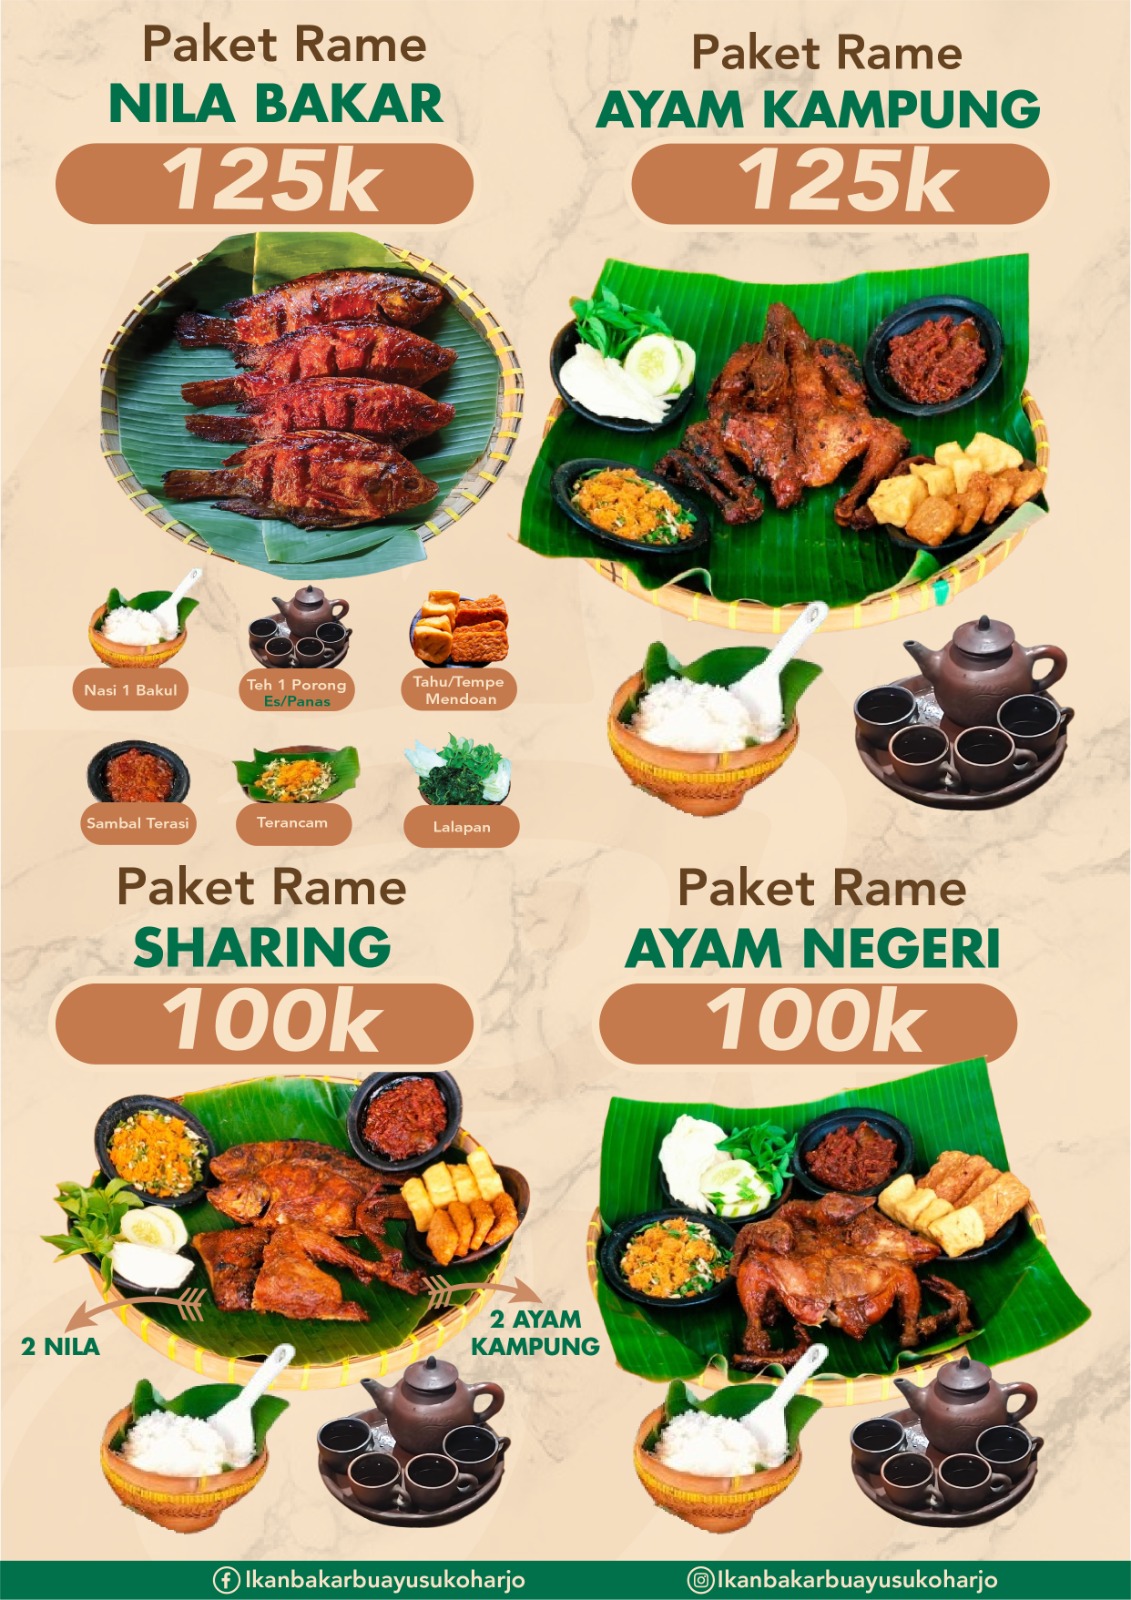 Paket Rame
NILA BAKAR
125k
Nasi 1 Bakul
Teh 1 Porong
Es/Panas
Tahu/Tempe
Mendoan
Sambal Terasi
Terancam
Lalapan
Paket Rame
AYAM KAMPUNG
125k
Paket Rame
SHARING
100k
2 NILA
2 AYAM
KAMPUNG
Paket Rame
AYAM NEGERI
100k
Ikanbakarbuayusukoharjo
Ikanbakarbuayusukoharjo